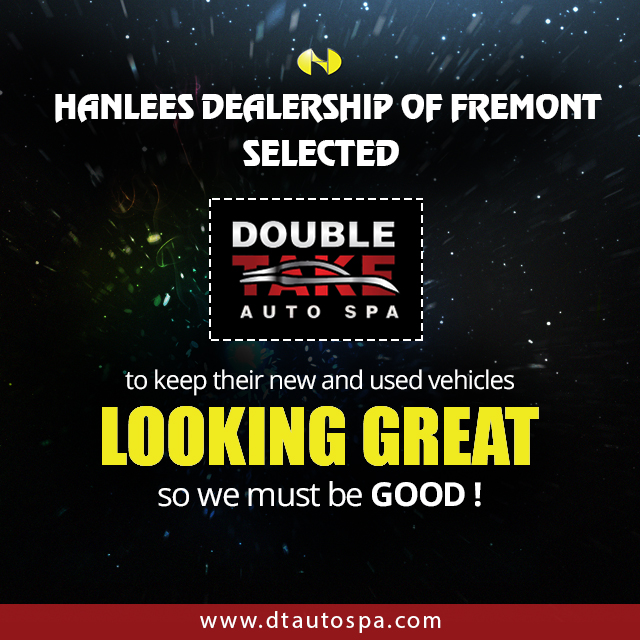 HANLEES DEALERSHIP OF FREMONT
SELECTED
DOUBLE
TAKE
AUTO SPA
to keep their new and used vehicles
LOOKING GREAT
so we must be GOOD !
www.dtautospa.com